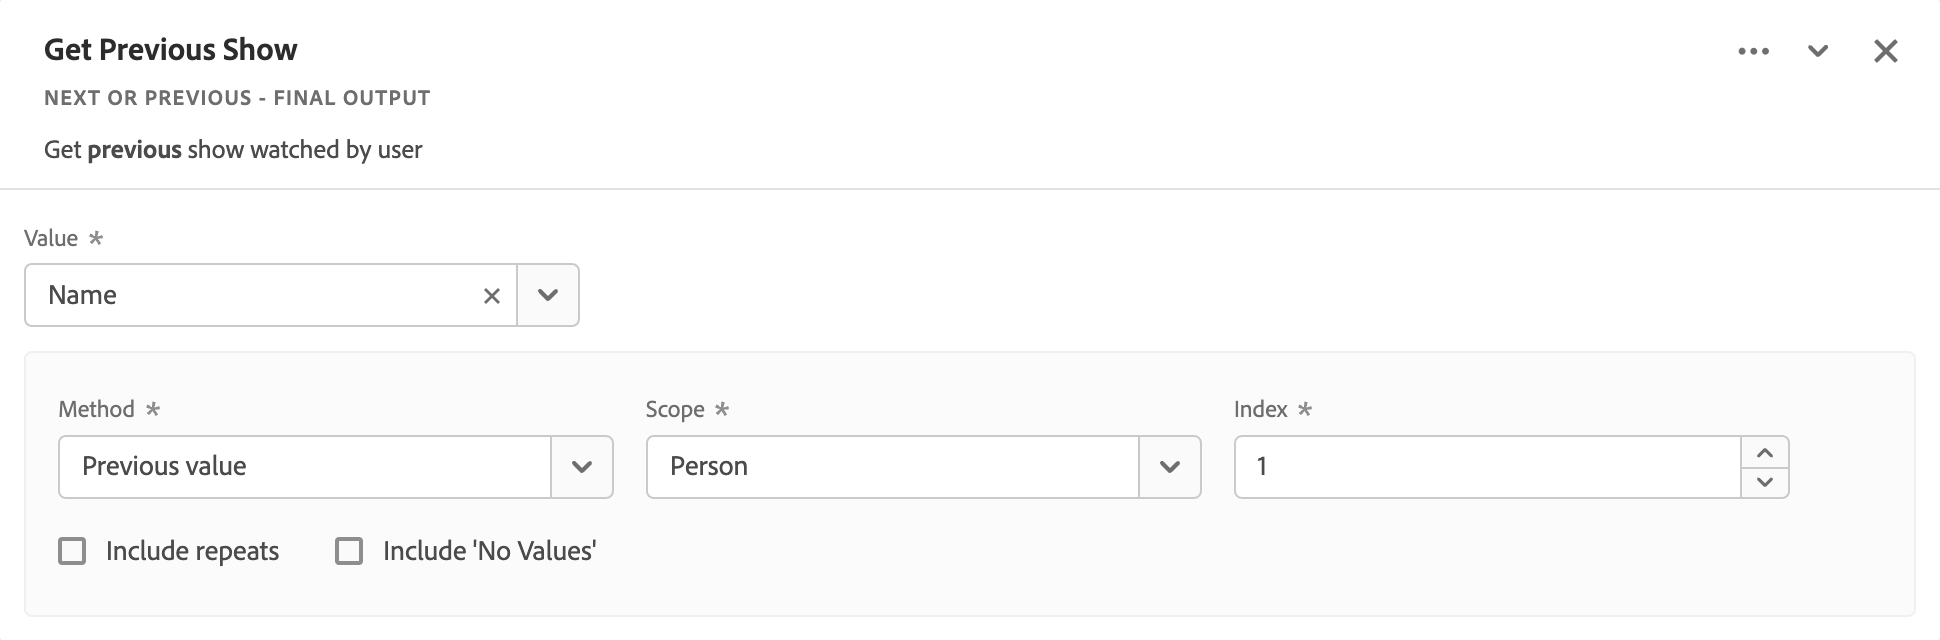 Get Previous Show
NEXT OR PREVIOUS - FINAL OUTPUT
Get previous show watched by user
Value *
Name
Method *
Scope *
Index *
Previous value
Person
1
Include repeats
Include 'No Values'